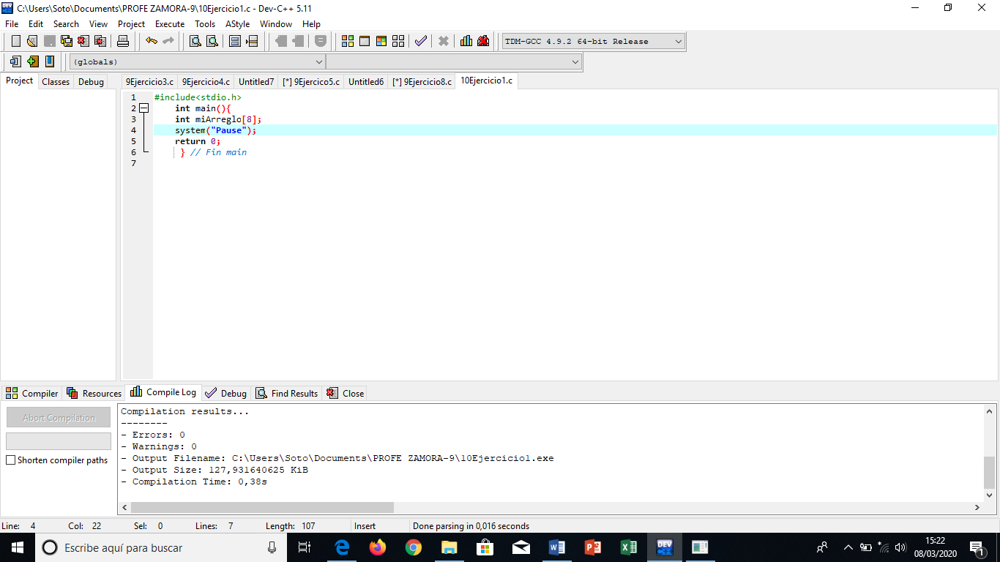 C:\Users\Soto\Documents\PROFE ZAMORA-9\10Ejercicio1.c - Dev-C++ 5.11
File Edit Search View Project Execute Tools AStyle Window Help
TDM-GCC 4.9.2 64-bit Release
(globals)
Project Classes Debug
9Ejercicio3.c 9Ejercicio4.c Untitled7 [*] 9Ejercico5.c Untitled6 [*] 9Ejercicio8.c 10Ejercicio1.c
1 #include<stdio.h>
2 int main(){
3 int miArreglo[8];
4 system("Pause");
5 return 0;
6 } // Fin main
7
Compiler Resources Compile Log Debug Find Results Close
Abort Compilation
Shorten compiler paths
Compilation results...
--------
- Errors: 0
- Warnings: 0
- Output Filename: C:\Users\Soto\Documents\PROFE ZAMORA-9\10Ejercicio1.exe
- Output Size: 127,931640625 KiB
- Compilation Time: 0,38s
Line: 4 Col: 22 Sel: 0 Lines: 7 Length: 107 Insert Done parsing in 0,016 seconds
Escribe aquí para buscar
DEV
15:22
08/03/2020
1